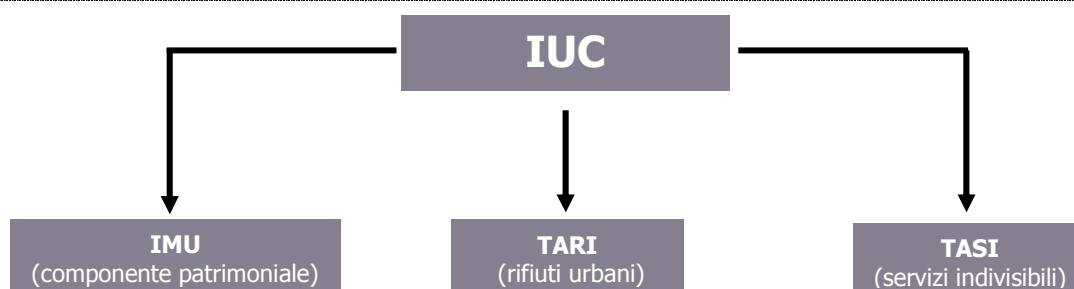 IUC
IMU
(componente patrimoniale)
TARI
(rifiuti urbani)
TASI
(servizi indivisibili)